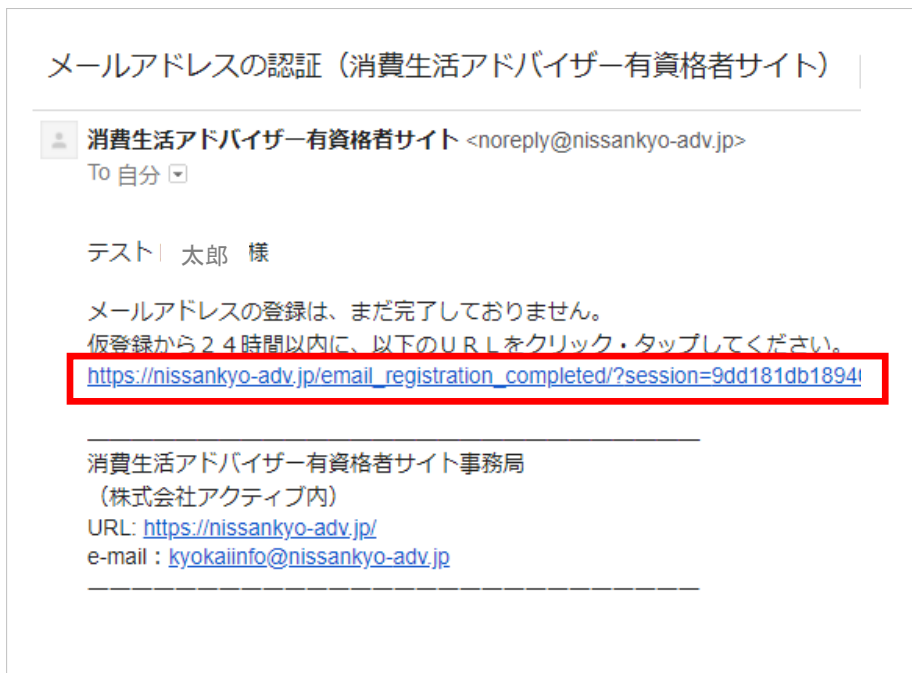 メールアドレスの認証（消費生活アドバイザー有資格者サイト）
消費生活アドバイザー有資格者サイト <noreply@nissankyo-adv.jp>
To 自分
テスト 太郎 様
メールアドレスの登録は、まだ完了しておりません。
仮登録から２４時間以内に、以下のＵＲＬをクリック・タップしてください。
https://nissankyo-adv.jp/email_registration_completed/?session=9dd181db1894
消費生活アドバイザー有資格者サイト事務局
（株式会社アクティブ内）
URL: https://nissankyo-adv.jp/
e-mail：kyokaiinfo@nissankyo-adv.jp